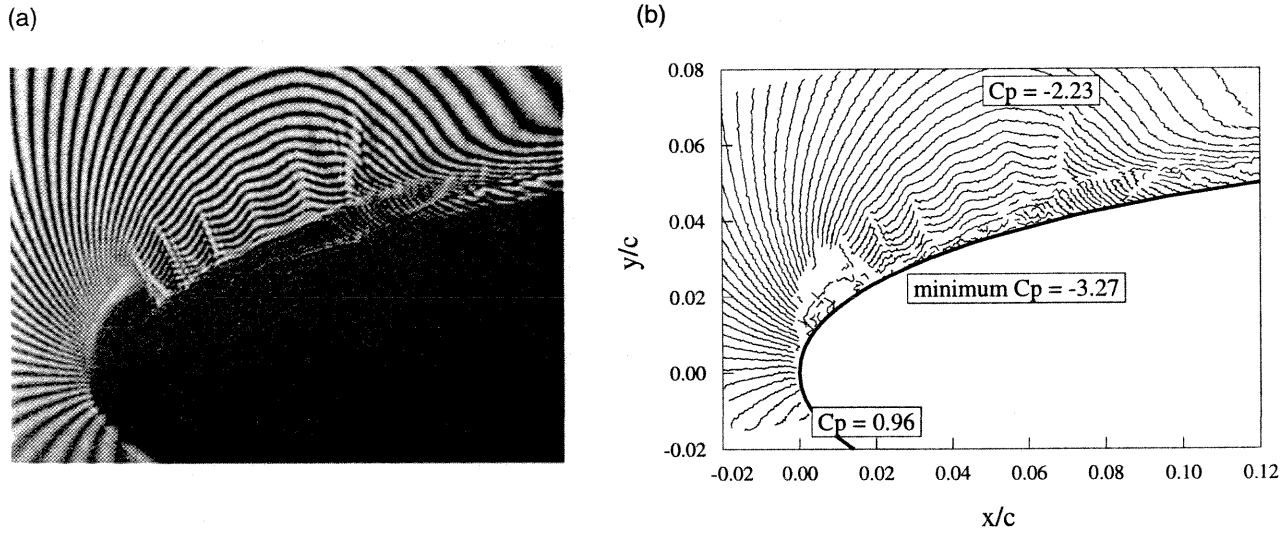 (a)
(b)
0.08
0.06
0.04
0.02
0.00
-0.02
y/c
Cp = -2.23
minimum Cp = -3.27
Cp = 0.96
-0.02 0.00 0.02 0.04 0.06 0.08 0.10 0.12
x/c